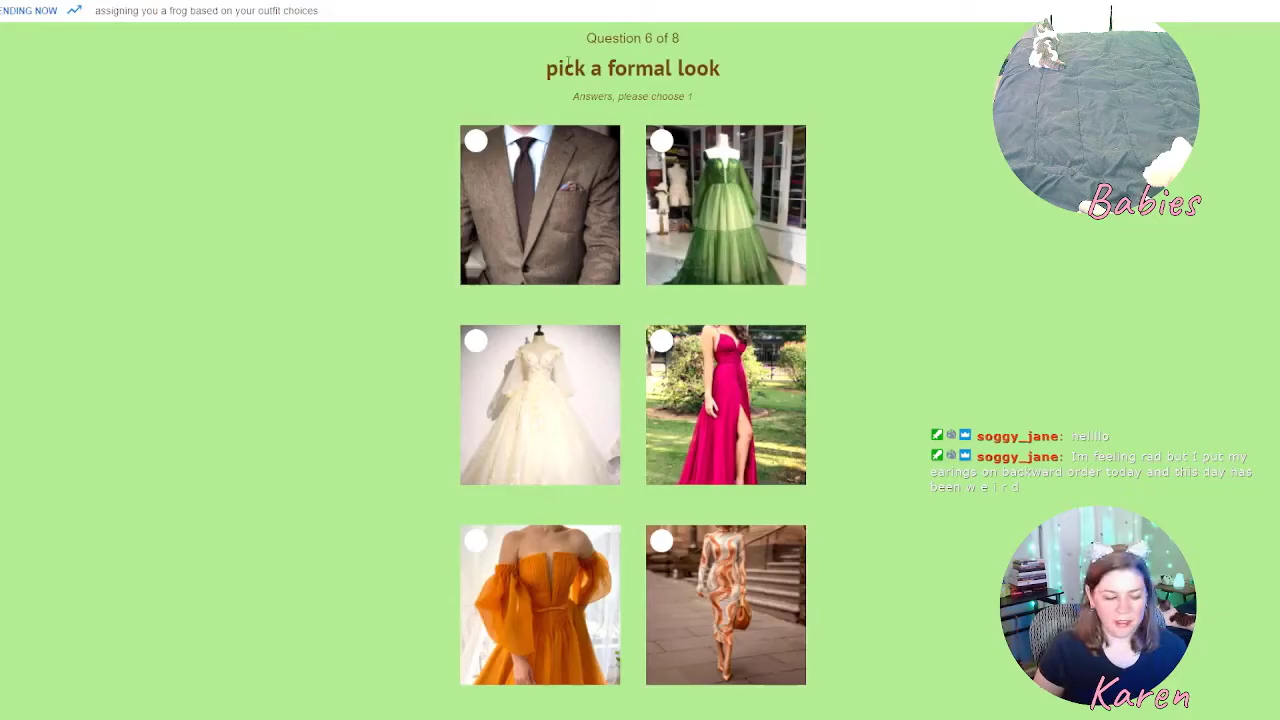 ENDING NOW assigning you a frog based on your outfit choices
Question 6 of 8
pick a formal look
Answers, please choose 1
Babies
soggy_jane: hellllo
soggy_jane: Im feeling rad but I put my
earings on backward order today and this day has
been w e i r d
Karen